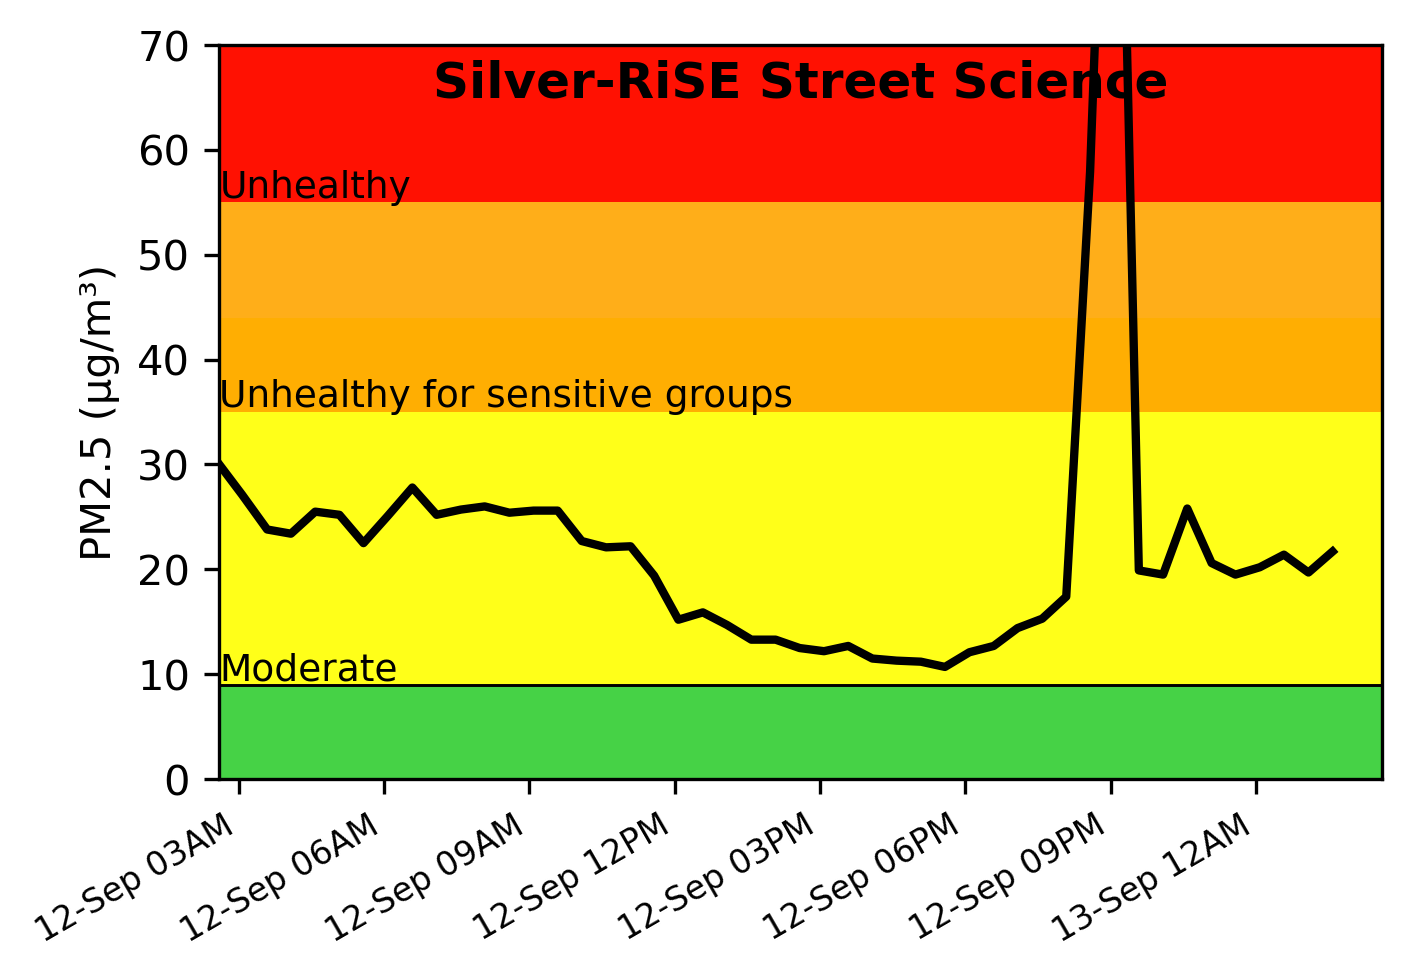 Silver-RiSE Street Science
70
60
Unhealthy
50
40
Unhealthy for sensitive groups
30
20
Moderate
10
0
PM2.5 (µg/m³)
12-Sep 03AM
12-Sep 06AM
12-Sep 09AM
12-Sep 12PM
12-Sep 03PM
12-Sep 06PM
12-Sep 09PM
13-Sep 12AM